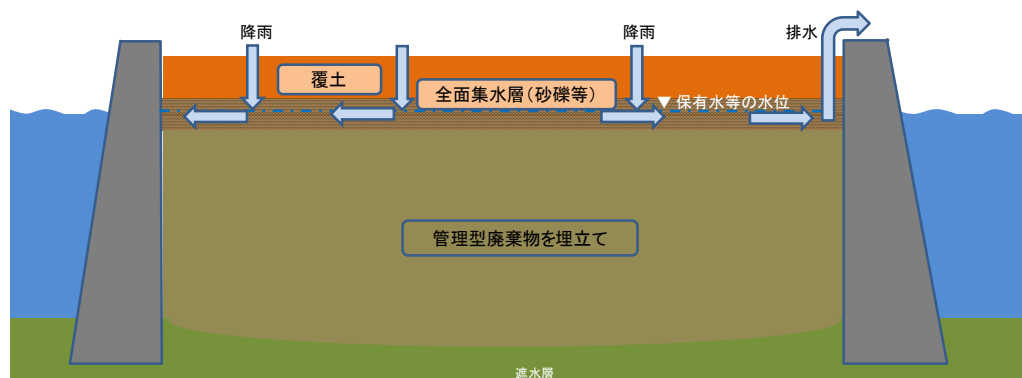 降雨
降雨
排水
覆土
全面集水層(砂礫等)
▼ 保有水等の水位
管理型廃棄物を埋立て
遮水層